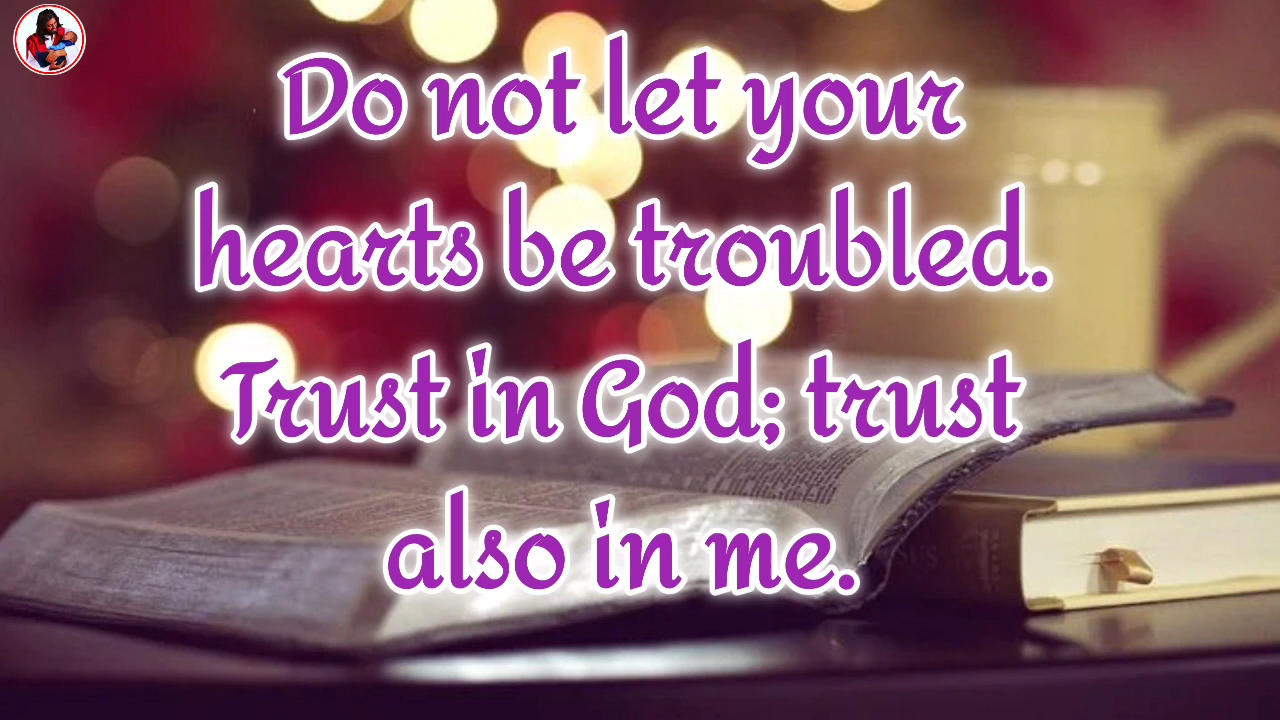 Do not let your
hearts be troubled.
Trust in God; trust
also in me.